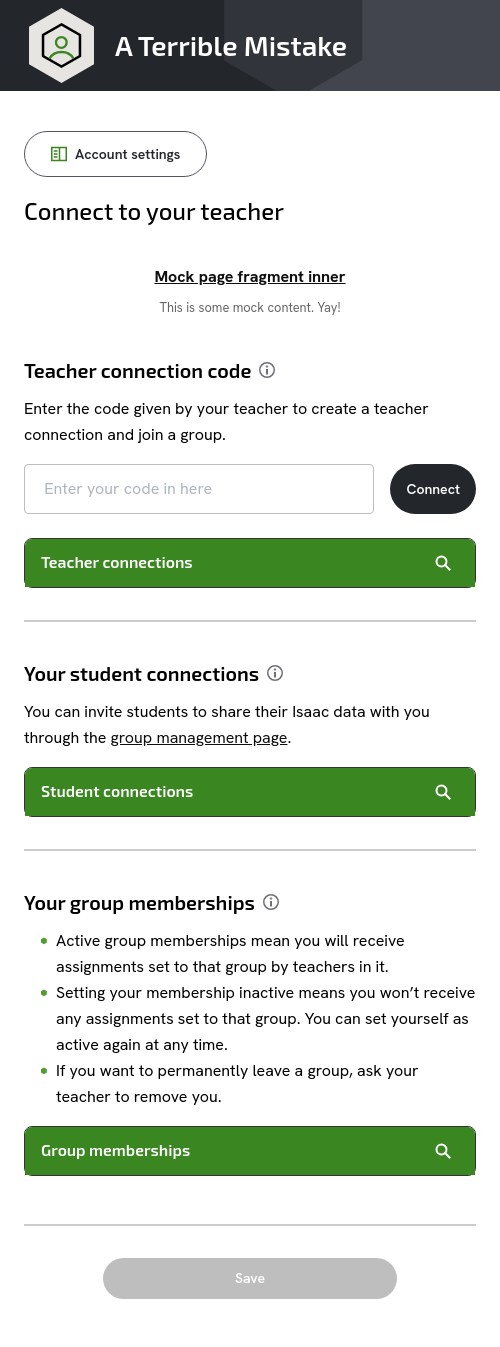 A Terrible Mistake
Account settings
Connect to your teacher
Mock page fragment inner
This is some mock content. Yay!
Teacher connection code
Enter the code given by your teacher to create a teacher
connection and join a group.
Enter your code in here
Connect
Teacher connections
Your student connections
You can invite students to share their Isaac data with you
through the group management page.
Student connections
Your group memberships
Active group memberships mean you will receive
assignments set to that group by teachers in it.
Setting your membership inactive means you won’t receive
any assignments set to that group. You can set yourself as
active again at any time.
If you want to permanently leave a group, ask your
teacher to remove you.
Group memberships
Save